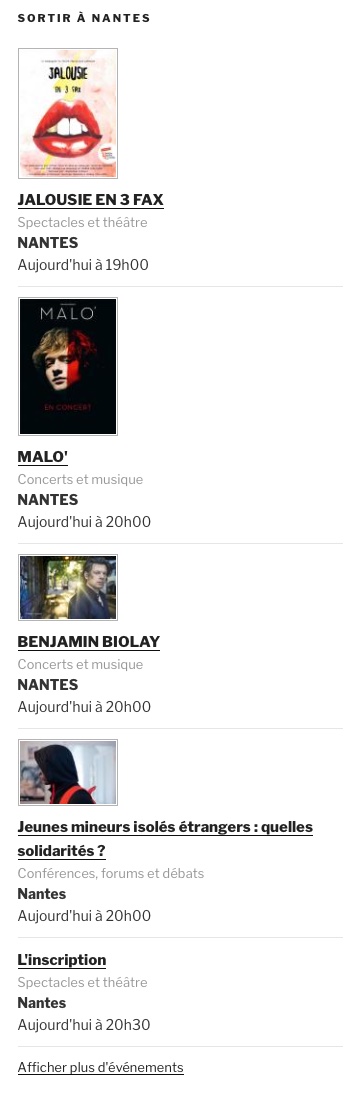 SORTIR À NANTES
JALOUSIE
EN 3 FAX
JALOUSIE EN 3 FAX
Spectacles et théâtre
NANTES
Aujourd'hui à 19h00
MALO'
EN CONCERT
MALO'
Concerts et musique
NANTES
Aujourd'hui à 20h00
BENJAMIN BIOLAY
Concerts et musique
NANTES
Aujourd'hui à 20h00
Jeunes mineurs isolés étrangers : quelles
solidarités ?
Conférences, forums et débats
Nantes
Aujourd'hui à 20h00
L'inscription
Spectacles et théâtre
Nantes
Aujourd'hui à 20h30
Afficher plus d'événements